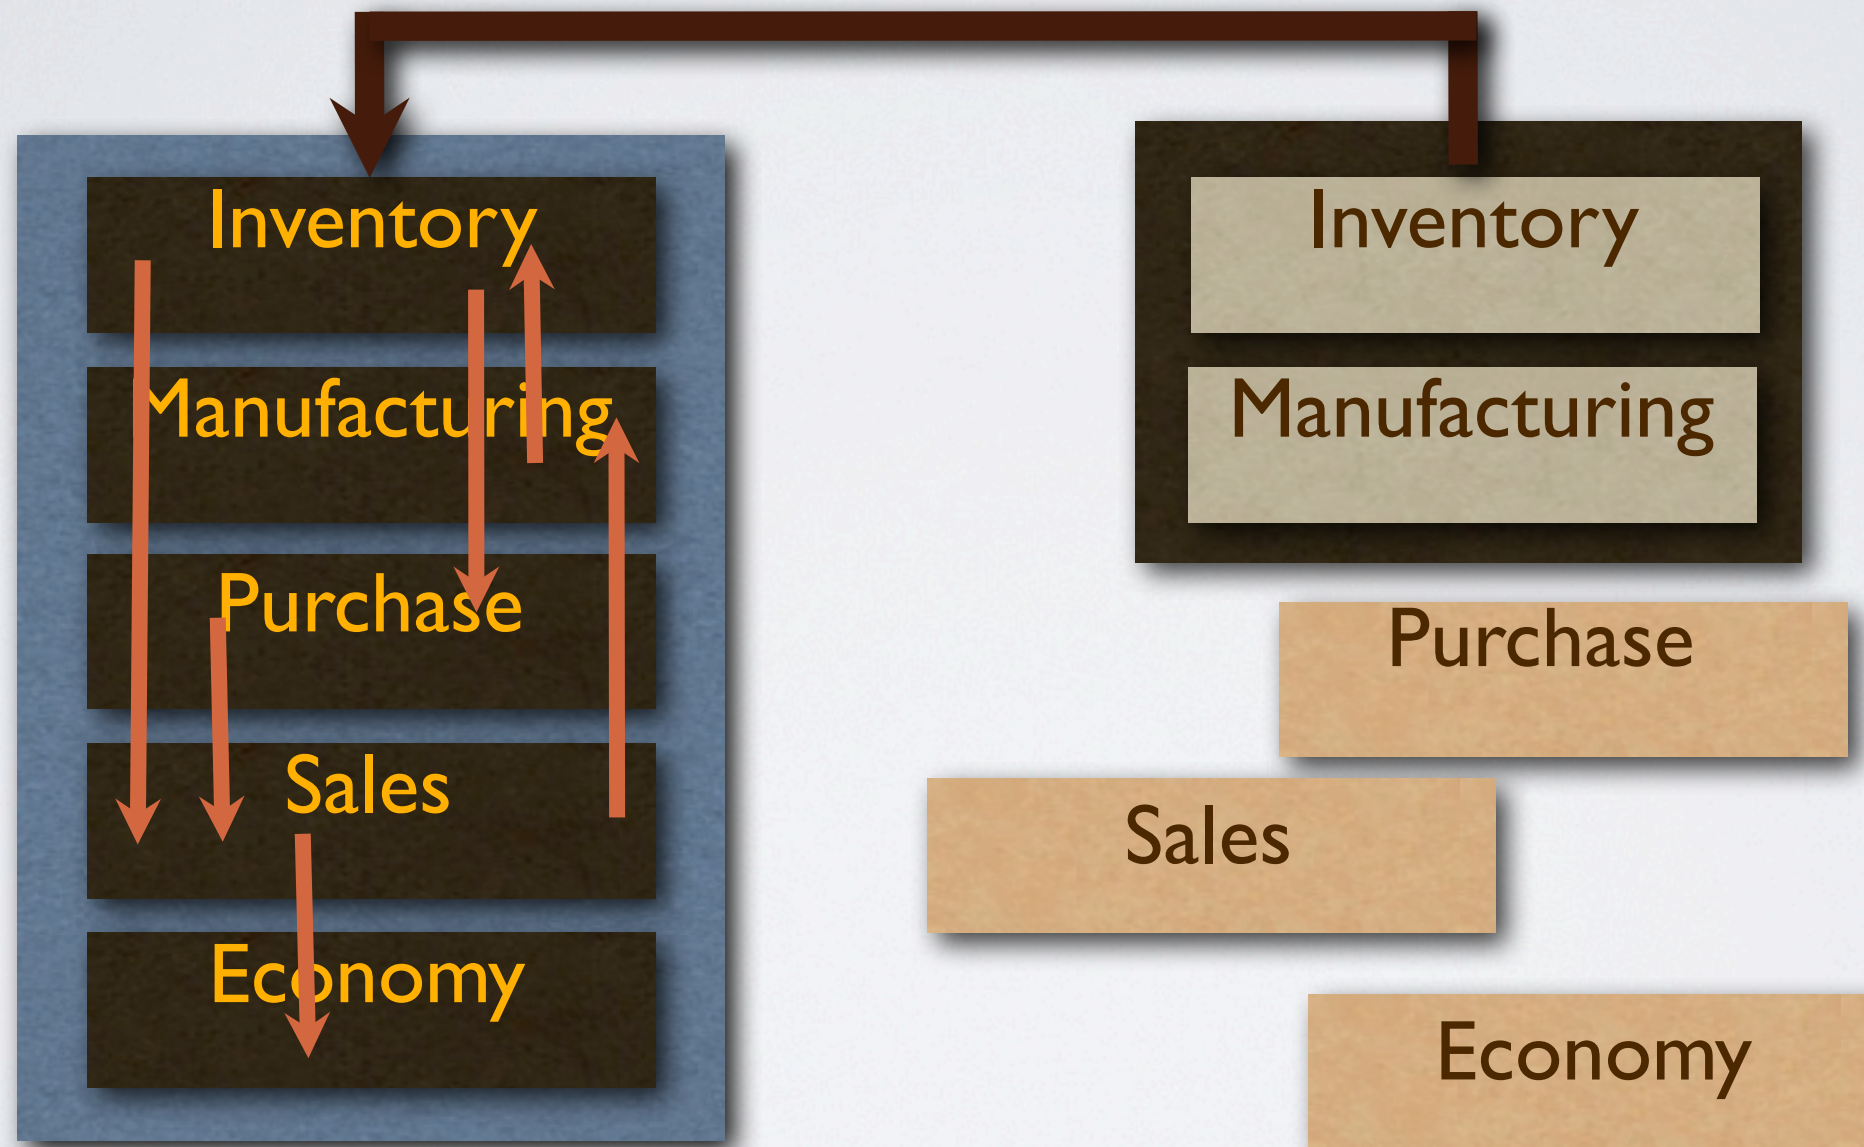 Inventory
Manufacturing
Purchase
Sales
Economy
Inventory
Manufacturing
Purchase
Sales
Economy